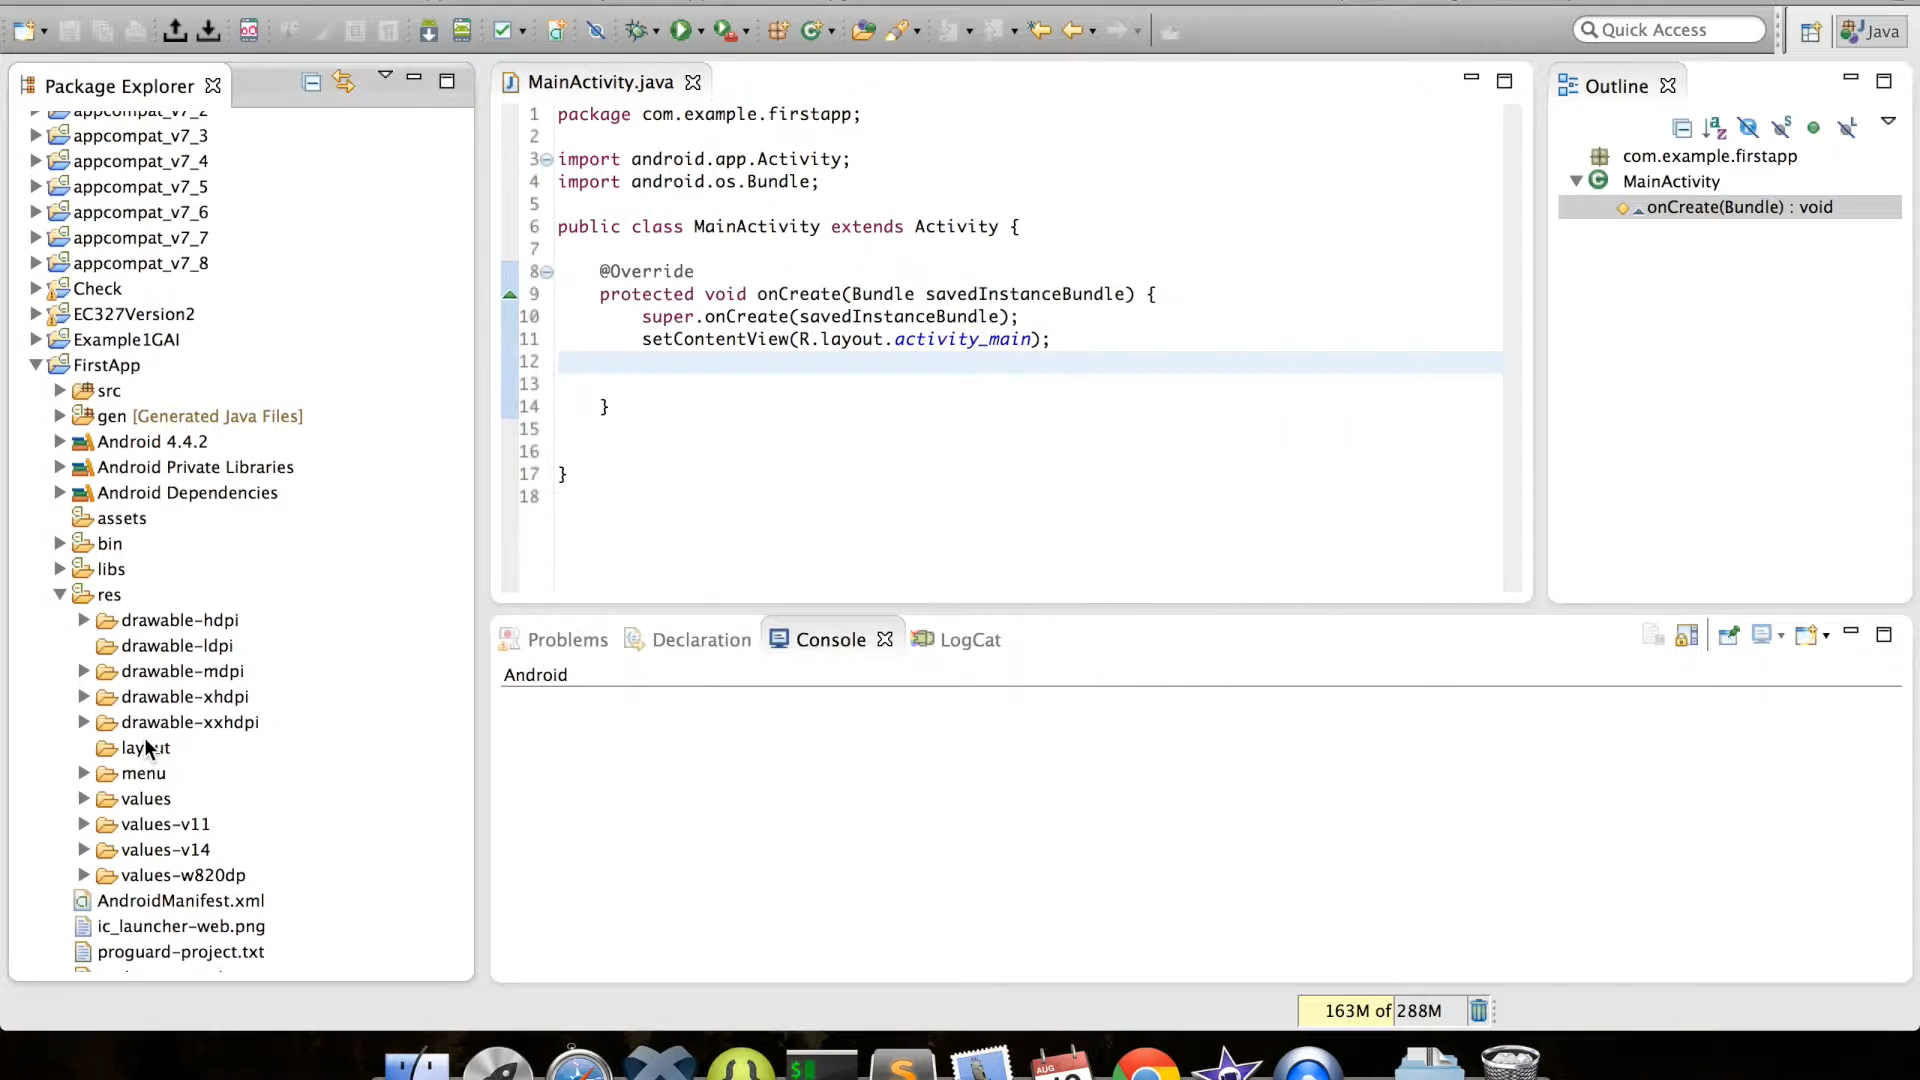 Quick Access
Java
Package Explorer
appcompat_v7_2
appcompat_v7_3
appcompat_v7_4
appcompat_v7_5
appcompat_v7_6
appcompat_v7_7
appcompat_v7_8
Check
EC327Version2
Example1GAI
FirstApp
src
gen [Generated Java Files]
Android 4.4.2
Android Private Libraries
Android Dependencies
assets
bin
libs
res
drawable-hdpi
drawable-ldpi
drawable-mdpi
drawable-xhdpi
drawable-xxhdpi
layout
menu
values
values-v11
values-v14
values-w820dp
AndroidManifest.xml
ic_launcher-web.png
proguard-project.txt
MainActivity.java
1 package com.example.firstapp;
2
3 import android.app.Activity;
4 import android.os.Bundle;
5
6 public class MainActivity extends Activity {
7
8 @Override
9 protected void onCreate(Bundle savedInstanceBundle) {
10 super.onCreate(savedInstanceBundle);
11 setContentView(R.layout.activity_main);
12
13
14 }
15
16
17 }
18
Outline
com.example.firstapp
MainActivity
onCreate(Bundle) : void
Problems
Declaration
Console
LogCat
Android
163M of 288M
AUG